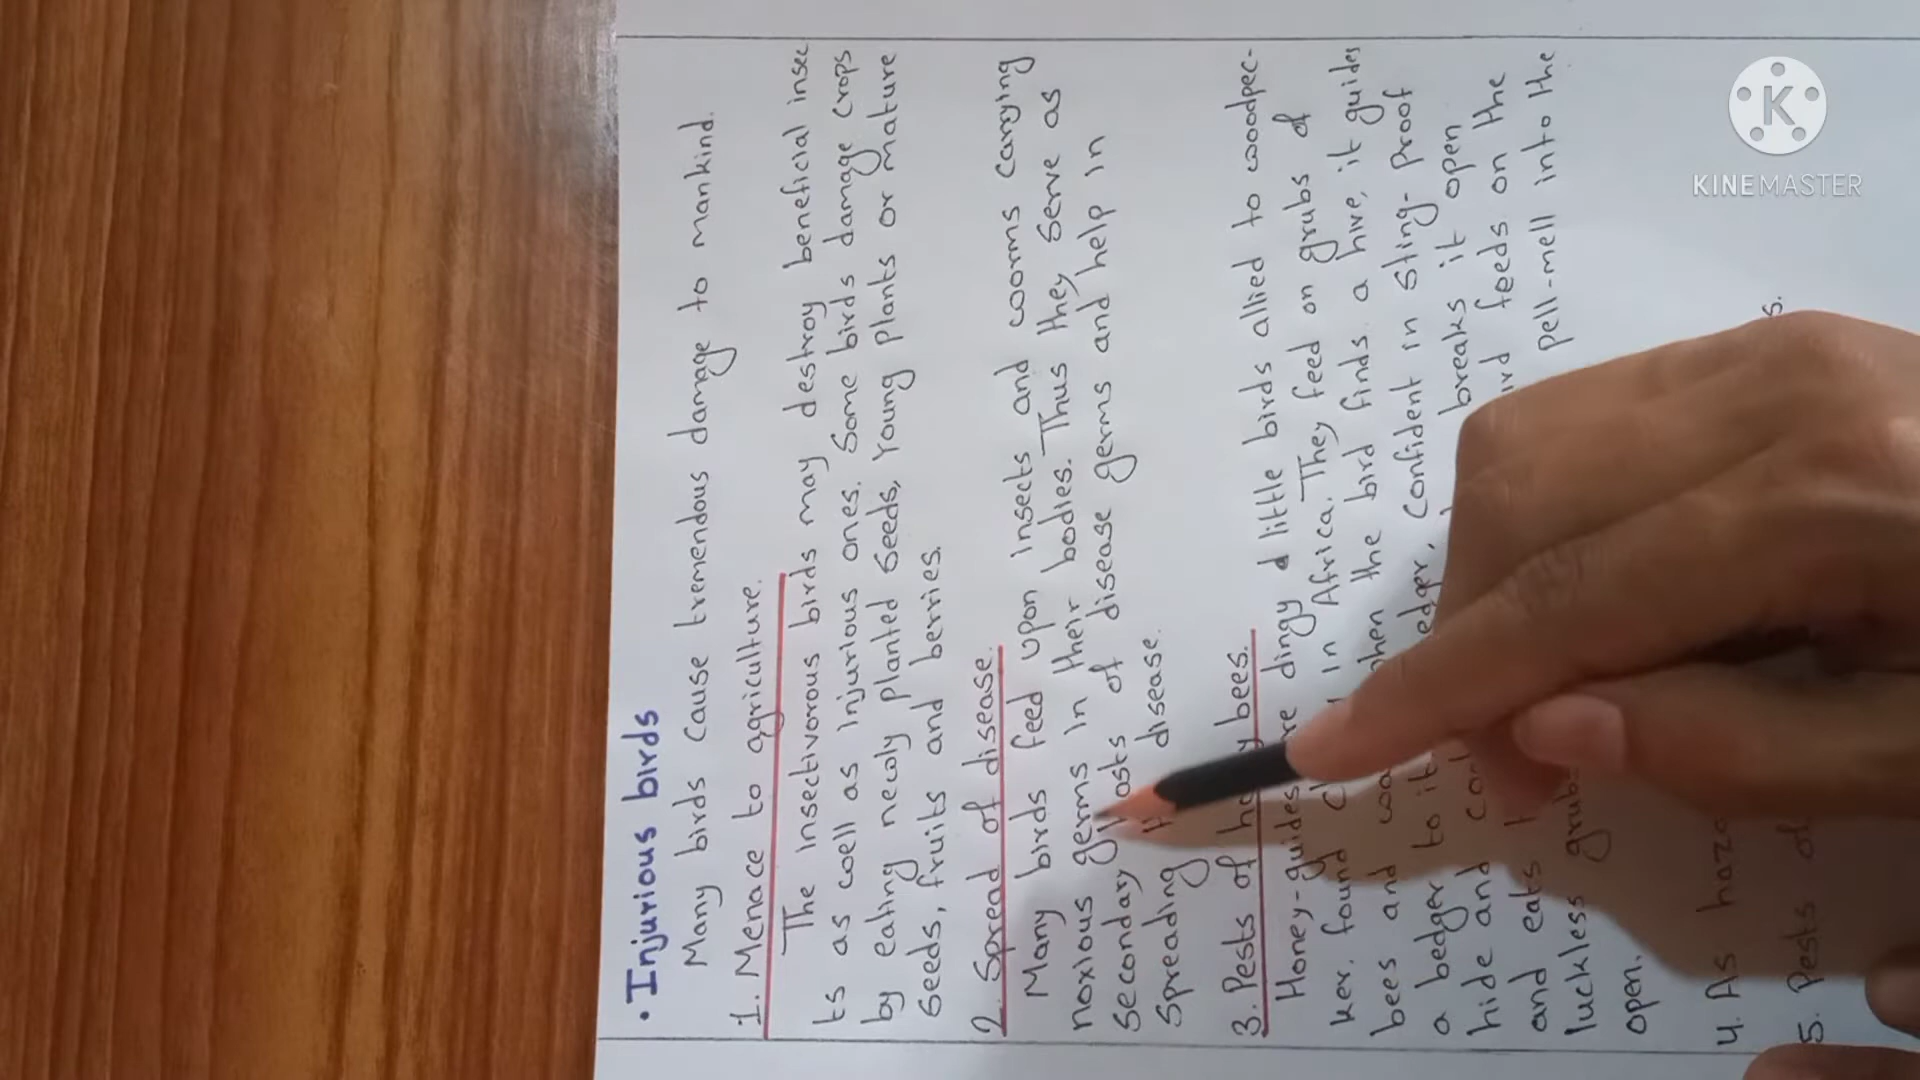 • Injurious birds
Many birds cause tremendous damage to mankind.
1. Menace to agriculture.
The insectivorous birds may destroy beneficial insec
ts as well as injurious ones. Some birds damage crops
by eating newly planted seeds, Young plants or mature
seeds, fruits and berries.
2. Spread of disease.
Many birds feed upon insects and worms carrying
noxious germs in their bodies. Thus they serve as
secondary hosts of disease germs and help in
spreading disease.
3. Pests of bees.
Honey-guides dingy little birds allied to woodpec-
ker. found in Africa. They feed on grubs of
bees and the bird finds a hive, it guides
a bedger to it confident in sting-proof
hide and breaks it open
and eats feeds on the
luckless pell-mell into the
open.
4. As
5. Pests of
K
KINEMASTER